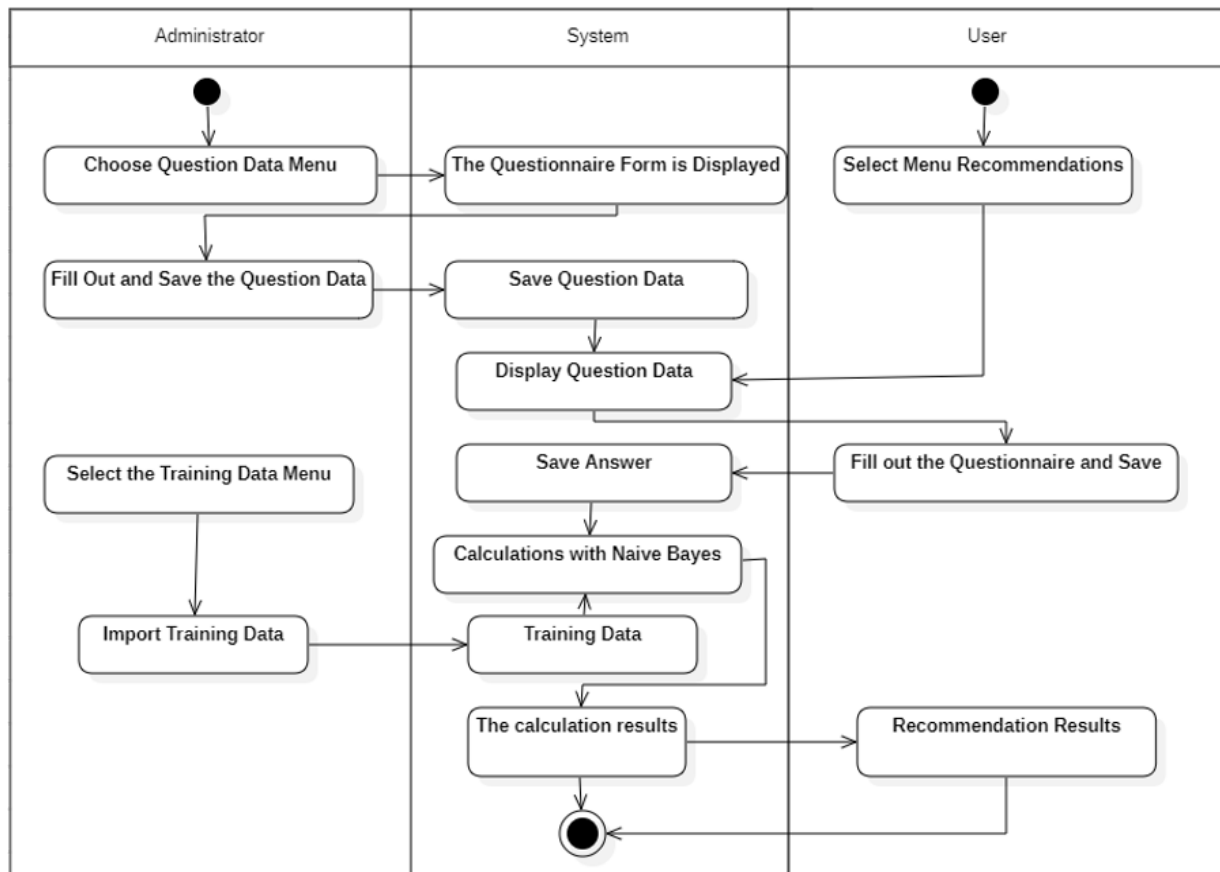 Administrator
System
User
Choose Question Data Menu
The Questionnaire Form is Displayed
Select Menu Recommendations
Fill Out and Save the Question Data
Save Question Data
Display Question Data
Select the Training Data Menu
Save Answer
Fill out the Questionnaire and Save
Calculations with Naive Bayes
Import Training Data
Training Data
The calculation results
Recommendation Results